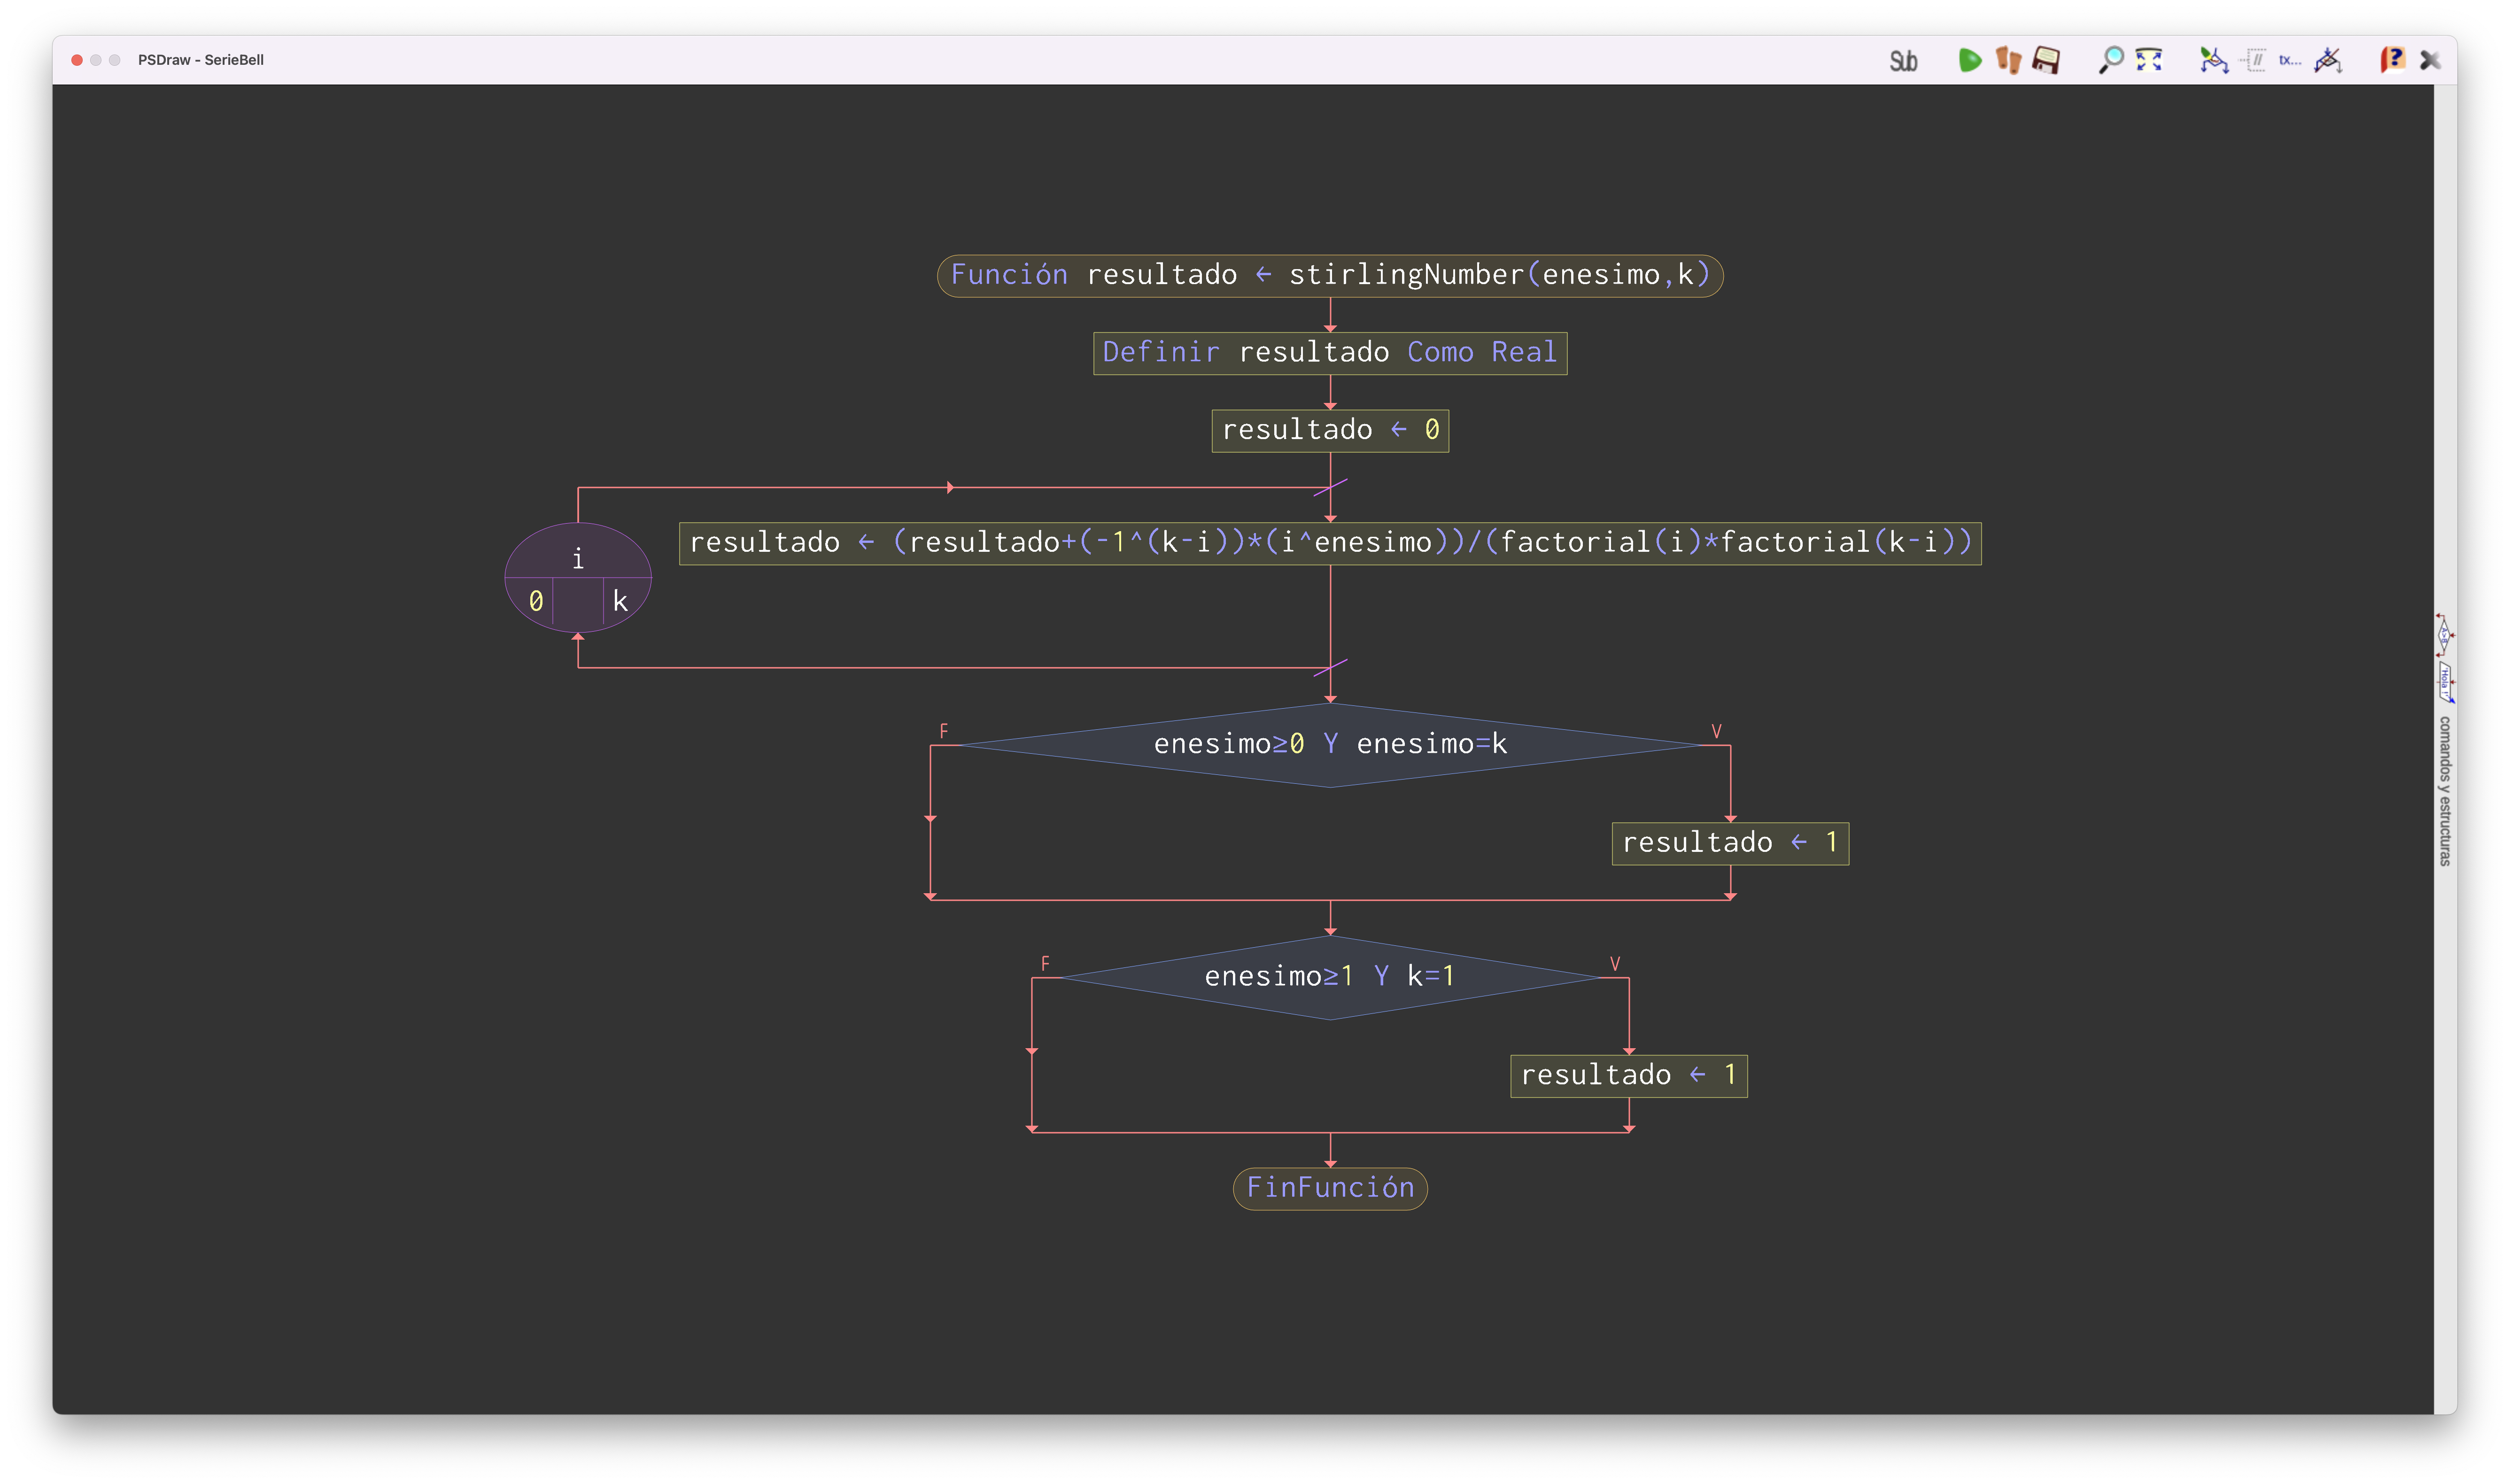 PSDraw - SerieBell
Sub
tx...
Función resultado ← stirlingNumber(enesimo,k)
Definir resultado Como Real
resultado ← 0
resultado ← (resultado+(-1^(k-i))*(i^enesimo))/(factorial(i)*factorial(k-i))
i
0 k
enesimo≥0 Y enesimo=k
F
V
resultado ← 1
enesimo≥1 Y k=1
F
V
resultado ← 1
FinFunción
A>B
'Hola !'
comandos y estructuras